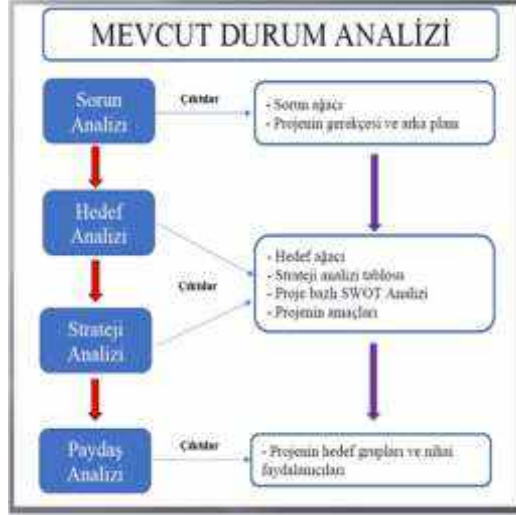 MEVCUT DURUM ANALİZİ
Sorun
Analizi
Çıktılar
- Sorun ağacı
- Projenin gerekçesi ve arka planı
Hedef
Analizi
Çıktılar
- Hedef ağacı
- Strateji analizi tablosu
- Proje bazlı SWOT Analizi
- Projenin amaçları
Strateji
Analizi
Paydaş
Analizi
Çıktılar
- Projenin hedef grupları ve nihai
faydalanıcıları